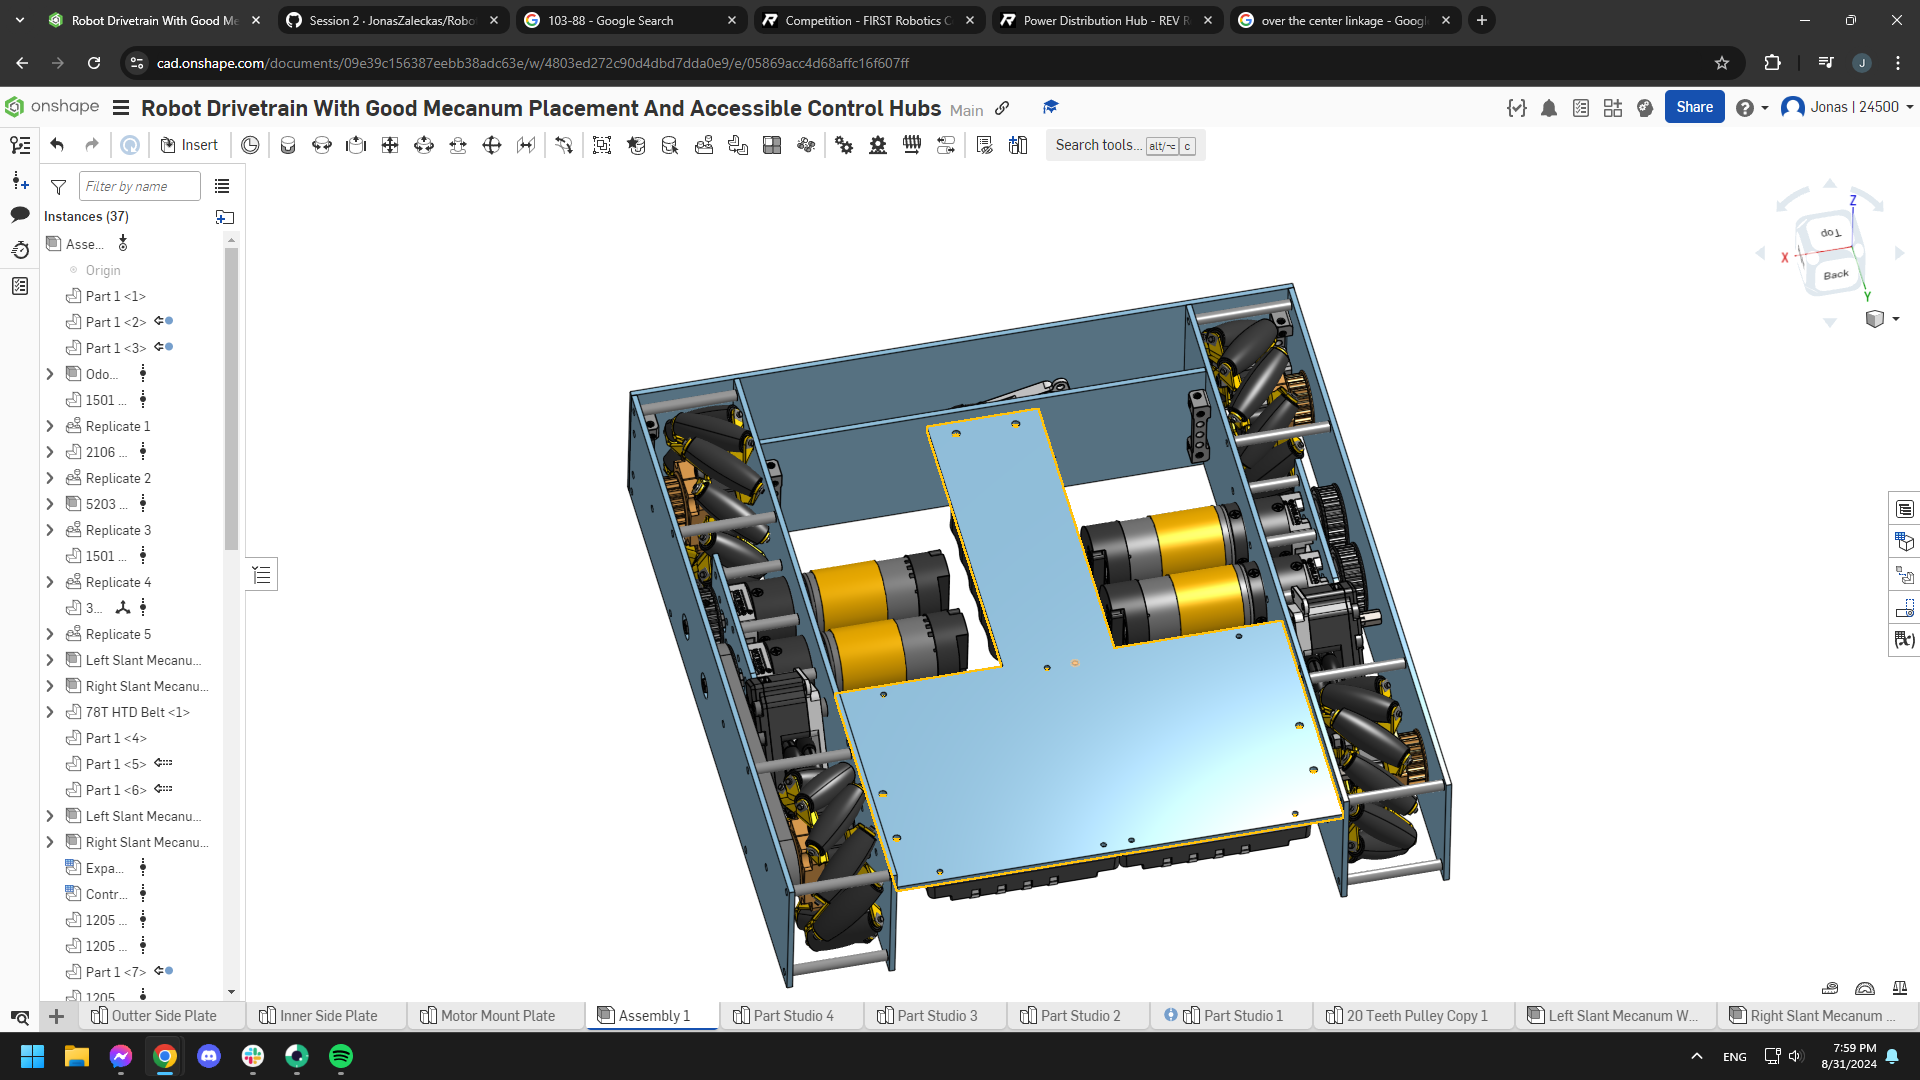 Robot Drivetrain With Good Me
Session 2 · JonasZaleckas/Robo
103-88 - Google Search
Competition - FIRST Robotics C
Power Distribution Hub - REV R
over the center linkage - Googl
cad.onshape.com/documents/09e39c156387eebb38adc63e/w/4803ed272c90d4dbd7dda0e9/e/05869acc4d68affc16f607ff
J
onshape
Robot Drivetrain With Good Mecanum Placement And Accessible Control Hubs
Main
Share
Jonas | 24500
Insert
Search tools... alt/⌥ c
Filter by name
Instances (37)
Asse...
Origin
Part 1 <1>
Part 1 <2>
Part 1 <3>
Odo...
1501 ...
Replicate 1
2106 ...
Replicate 2
5203 ...
Replicate 3
1501 ...
Replicate 4
3...
Replicate 5
Left Slant Mecanu...
Right Slant Mecanu...
78T HTD Belt <1>
Part 1 <4>
Part 1 <5>
Part 1 <6>
Left Slant Mecanu...
Right Slant Mecanu...
Expa...
Contr...
1205 ...
1205 ...
Part 1 <7>
1205
Z
Top
X
Back
Y
Outter Side Plate
Inner Side Plate
Motor Mount Plate
Assembly 1
Part Studio 4
Part Studio 3
Part Studio 2
Part Studio 1
20 Teeth Pulley Copy 1
Left Slant Mecanum W...
Right Slant Mecanum ...
ENG
7:59 PM
8/31/2024